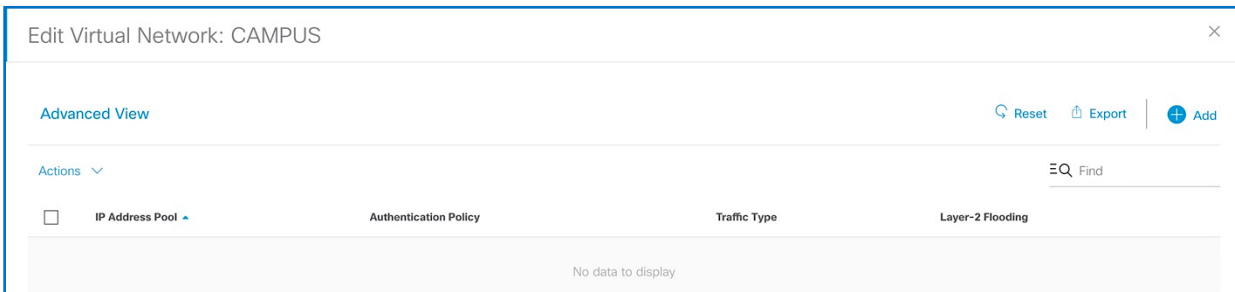 Edit Virtual Network: CAMPUS
Advanced View
Reset Export Add
Actions
Find
IP Address Pool Authentication Policy Traffic Type Layer-2 Flooding
No data to display